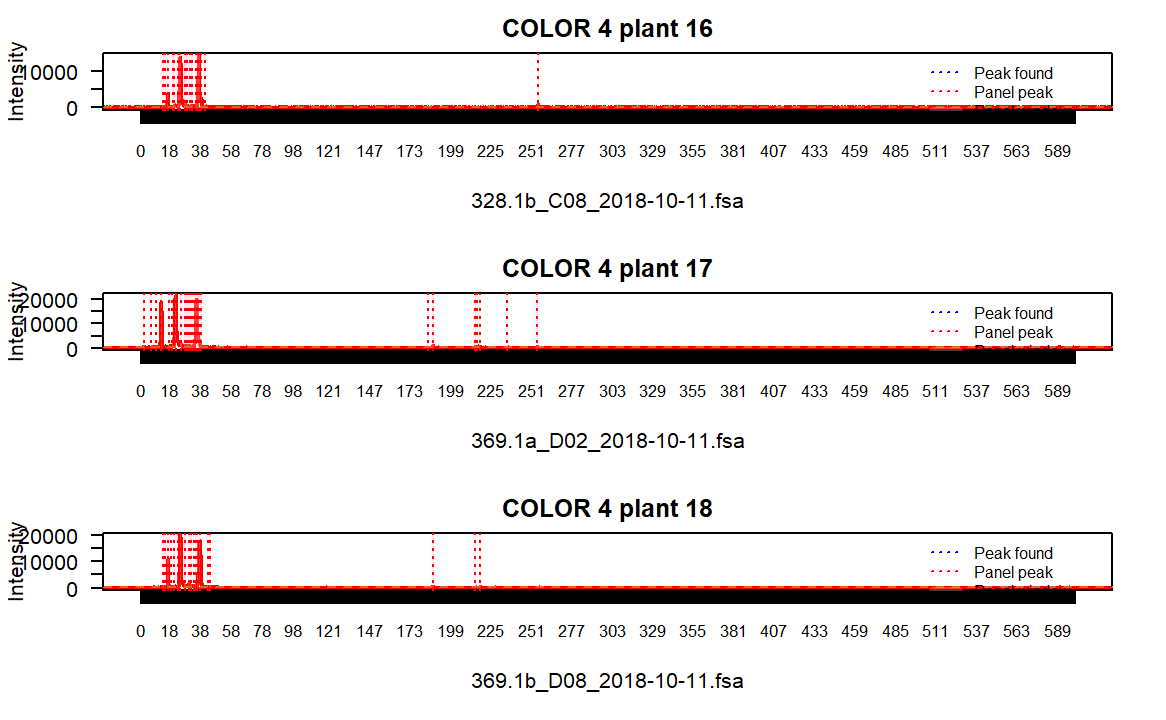 COLOR 4 plant 16
Intensity
10000
0
Peak found
Panel peak
0 18 38 58 78 98 121 147 173 199 225 251 277 303 329 355 381 407 433 459 485 511 537 563 589
328.1b_C08_2018-10-11.fsa
COLOR 4 plant 17
Intensity
20000
10000
0
Peak found
Panel peak
0 18 38 58 78 98 121 147 173 199 225 251 277 303 329 355 381 407 433 459 485 511 537 563 589
369.1a_D02_2018-10-11.fsa
COLOR 4 plant 18
Intensity
20000
10000
0
Peak found
Panel peak
0 18 38 58 78 98 121 147 173 199 225 251 277 303 329 355 381 407 433 459 485 511 537 563 589
369.1b_D08_2018-10-11.fsa